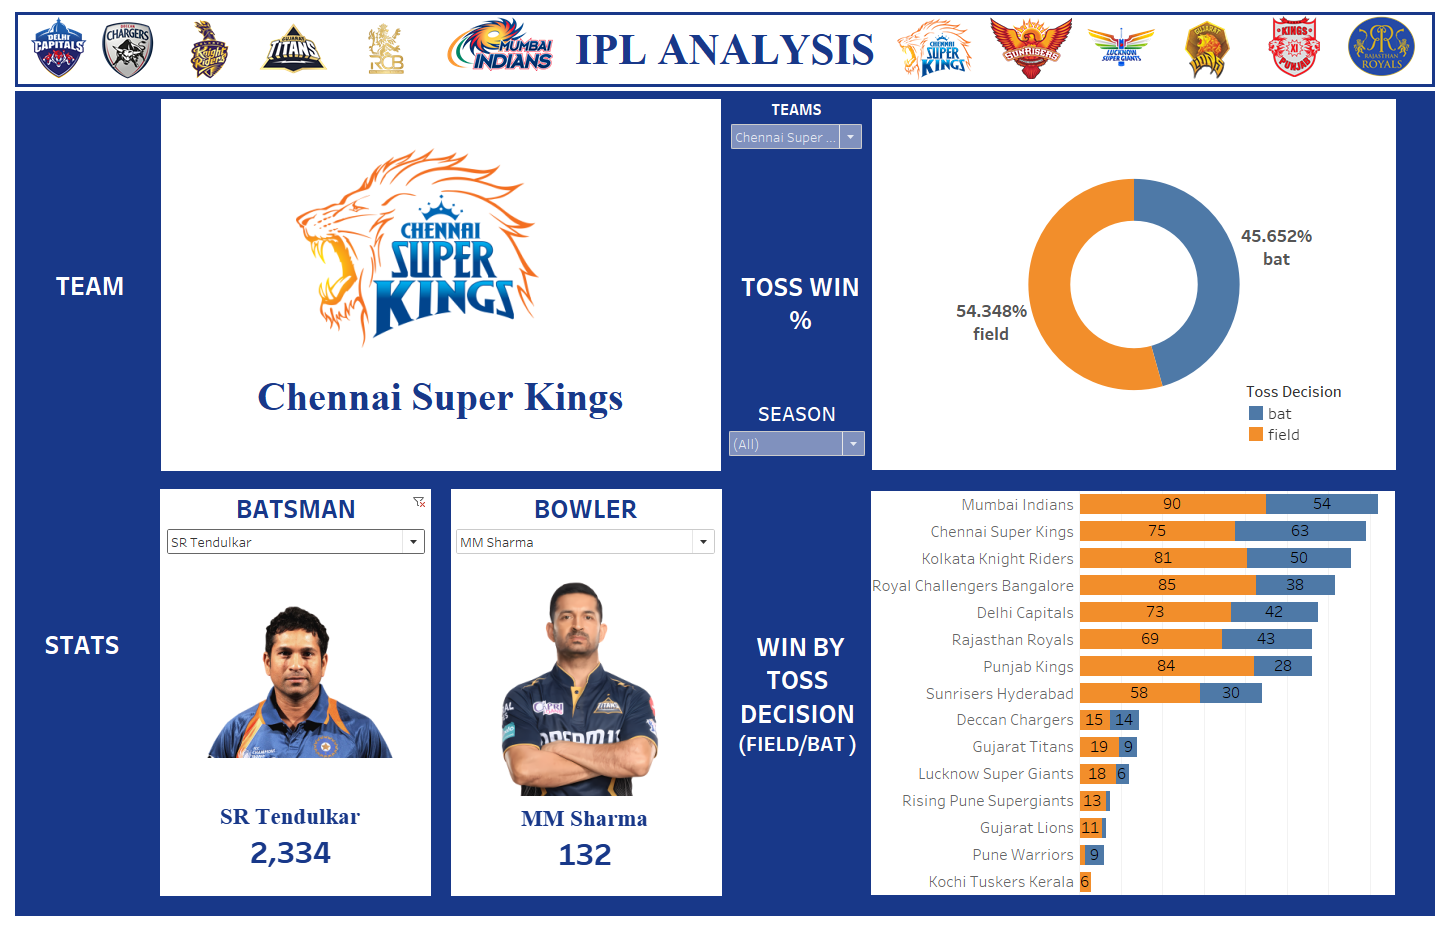 DELHI
CAPITALS
DECCAN
CHARGERS
Knight
Riders
GUJARAT
TITANS
RCB
MUMBAI
INDIANS
IPL ANALYSIS
CHENNAI
SUPER
KINGS
SUNRISERS
LUCKNOW
SUPER GIANTS
GUJARAT
LIONS
KINGS
XI
PUNJAB
RR
RAJASTHAN
ROYALS
TEAM
CHENNAI
SUPER
KINGS
Chennai Super Kings
TEAMS
Chennai Super ...
TOSS WIN
%
SEASON
(All)
45.652%
bat
54.348%
field
Toss Decision
bat
field
STATS
BATSMAN
SR Tendulkar
SR Tendulkar
2,334
BOWLER
MM Sharma
TITANS
MM Sharma
132
WIN BY
TOSS
DECISION
(FIELD/BAT )
Mumbai Indians 90 54
Chennai Super Kings 75 63
Kolkata Knight Riders 81 50
Royal Challengers Bangalore 85 38
Delhi Capitals 73 42
Rajasthan Royals 69 43
Punjab Kings 84 28
Sunrisers Hyderabad 58 30
Deccan Chargers 15 14
Gujarat Titans 19 9
Lucknow Super Giants 18 6
Rising Pune Supergiants 13
Gujarat Lions 11
Pune Warriors 9
Kochi Tuskers Kerala 6